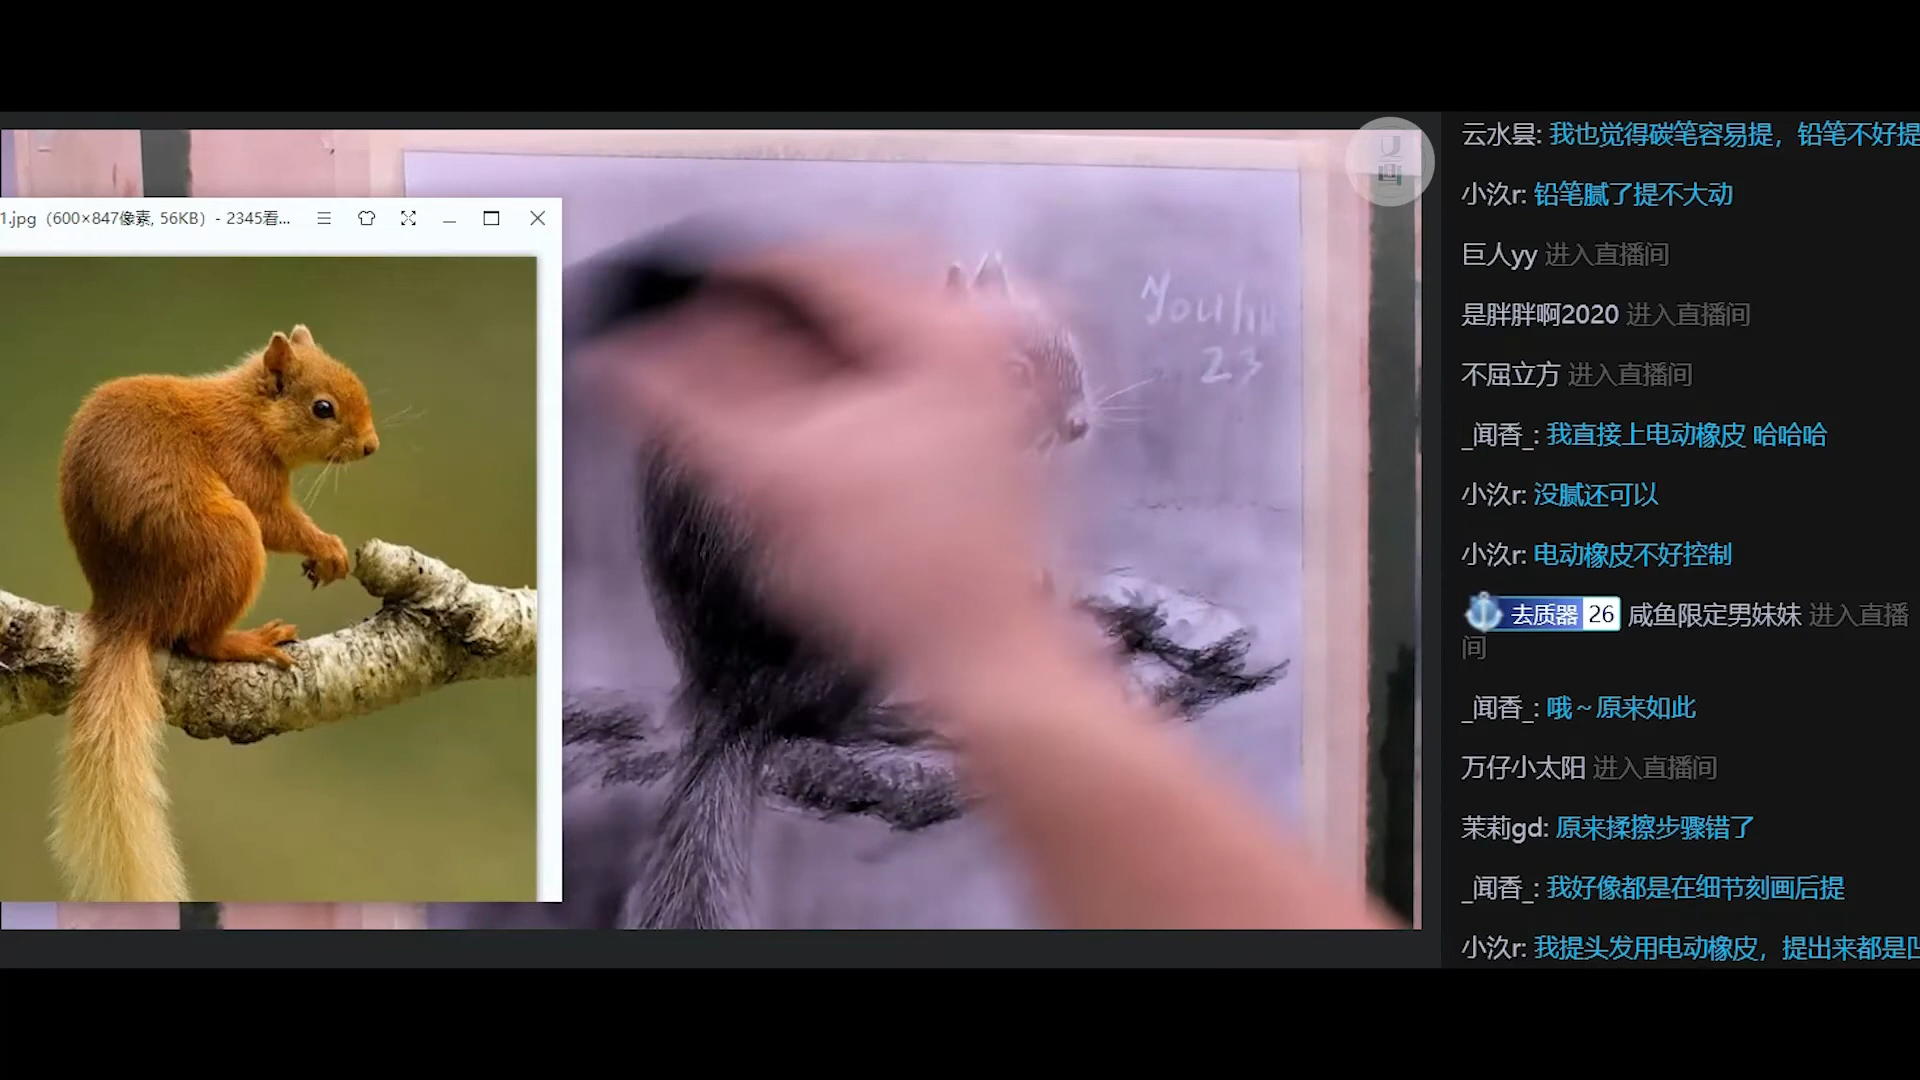 1.jpg（600×847像素, 56KB）- 2345看...
23
云水昙: 我也觉得碳笔容易提，铅笔不好提
小汣r: 铅笔腻了提不大动
巨人yy 进入直播间
是胖胖啊2020 进入直播间
不屈立方 进入直播间
_闻香_: 我直接上电动橡皮 哈哈哈
小汣r: 没腻还可以
小汣r: 电动橡皮不好控制
去质器 26 咸鱼限定男妹妹 进入直播
间
_闻香_: 哦～原来如此
万仔小太阳 进入直播间
茉莉gd: 原来揉擦步骤错了
_闻香_: 我好像都是在细节刻画后提
小汣r: 我提头发用电动橡皮，提出来都是凹